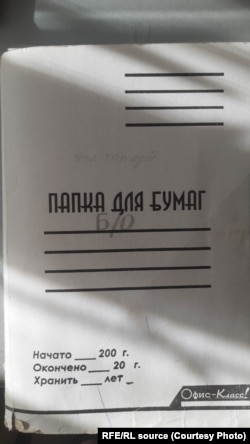 ПАПКА ДЛЯ БУМАГ
Б/О
Начато ___ 200 г.
Окончено ___ 20 г.
Хранить ___ лет _
Офис-Класс!
RFE/RL source (Courtesy Photo)